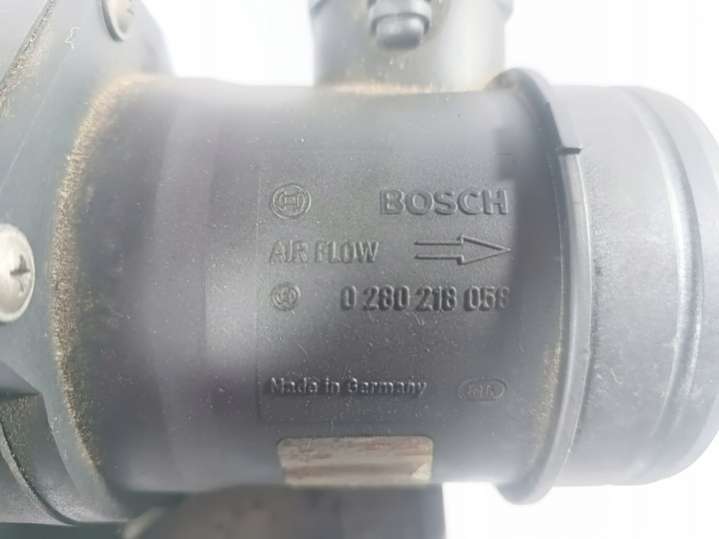 BOSCH
AIR FLOW
0 280 218 058
Made in Germany